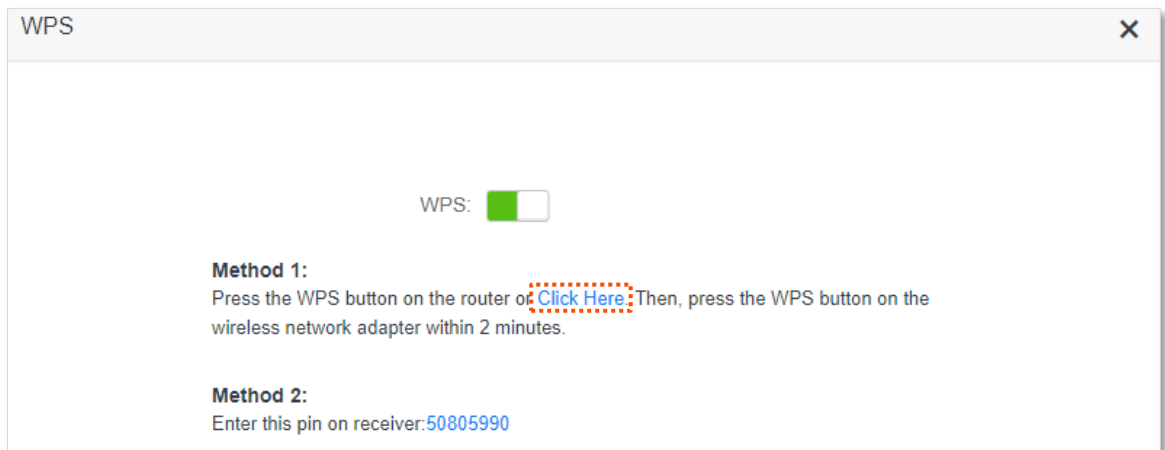 WPS
WPS:
Method 1:
Press the WPS button on the router or Click Here. Then, press the WPS button on the
wireless network adapter within 2 minutes.
Method 2:
Enter this pin on receiver:50805990